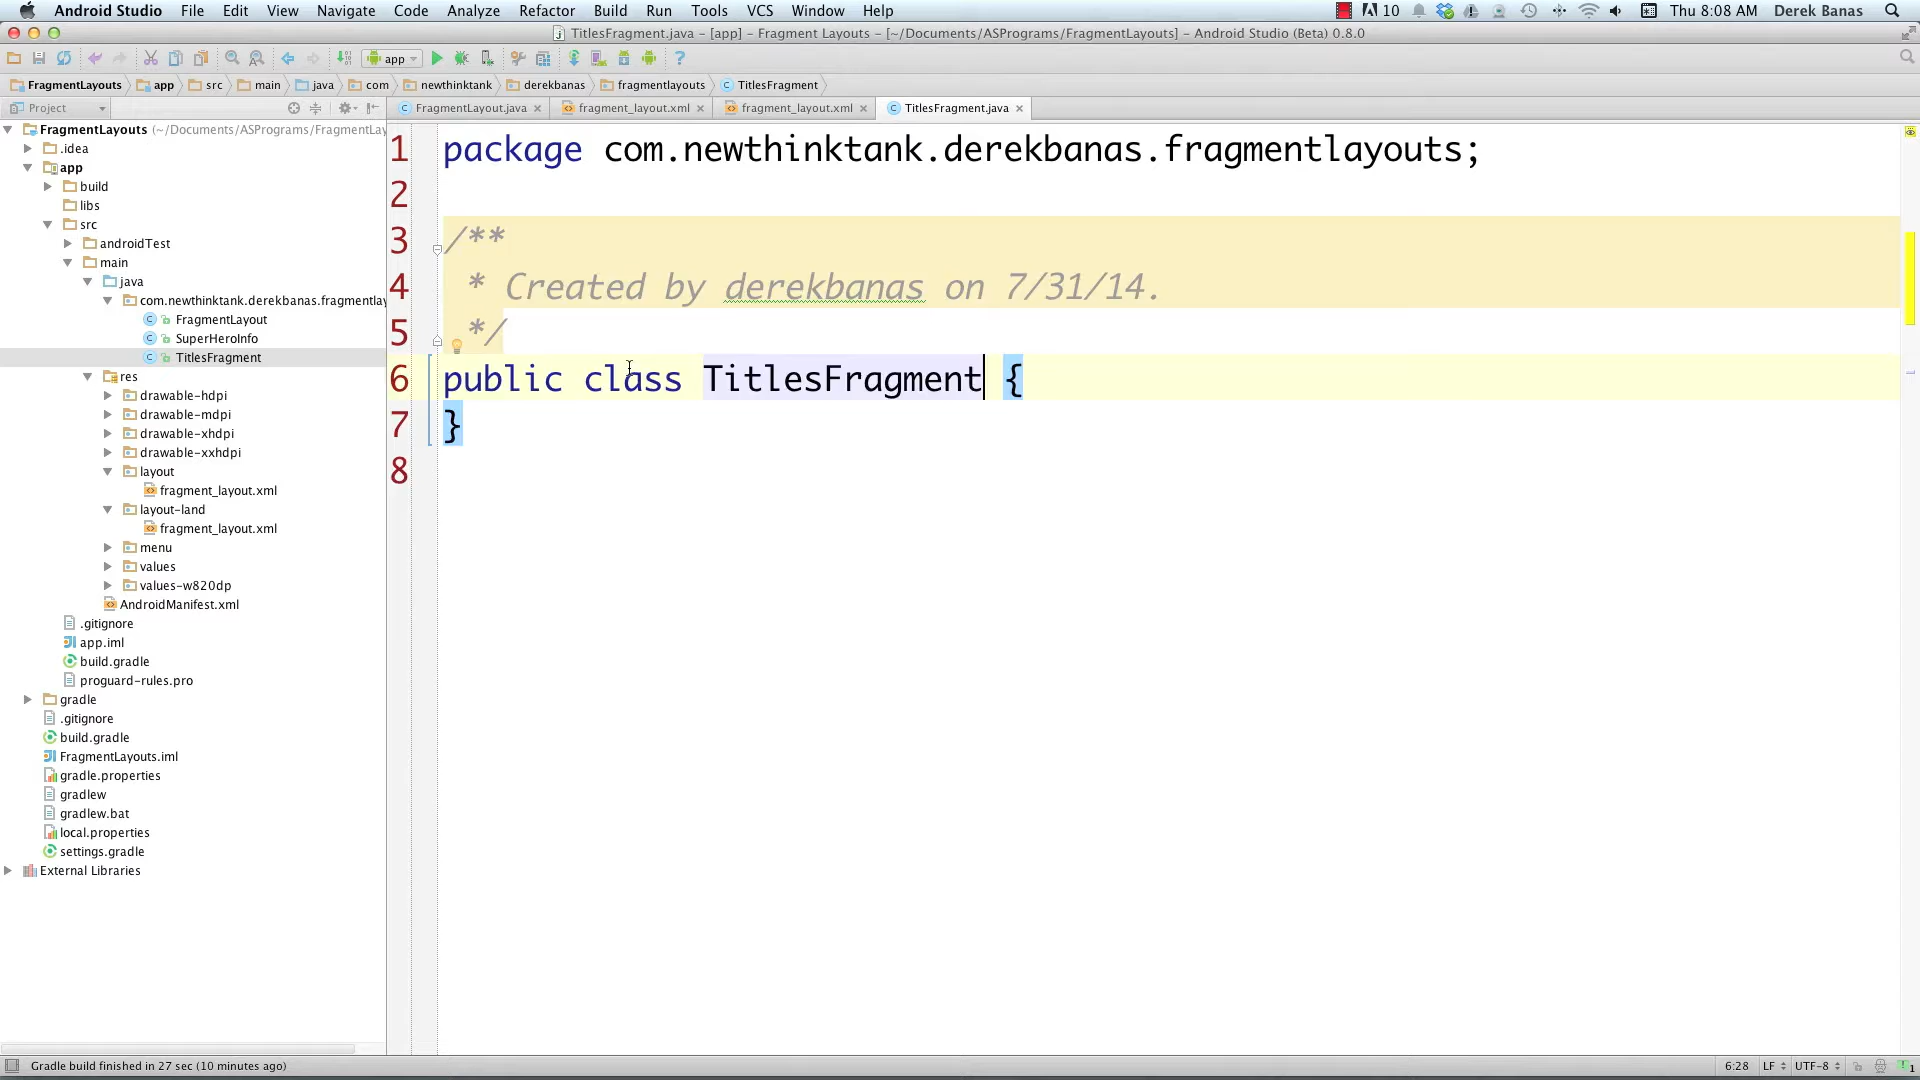 Android Studio File Edit View Navigate Code Analyze Refactor Build Run Tools VCS Window Help 10 Thu 8:08 AM Derek Banas
TitlesFragment.java - [app] - Fragment Layouts - [~/Documents/ASPrograms/FragmentLayouts] - Android Studio (Beta) 0.8.0
app
FragmentLayouts app src main java com newthinktank derekbanas fragmentlayouts TitlesFragment
Project FragmentLayout.java fragment_layout.xml fragment_layout.xml TitlesFragment.java
FragmentLayouts (~/Documents/ASPrograms/FragmentLay
.idea
app
build
libs
src
androidTest
main
java
com.newthinktank.derekbanas.fragmentlay
FragmentLayout
SuperHeroInfo
TitlesFragment
res
drawable-hdpi
drawable-mdpi
drawable-xhdpi
drawable-xxhdpi
layout
fragment_layout.xml
layout-land
fragment_layout.xml
menu
values
values-w820dp
AndroidManifest.xml
.gitignore
app.iml
build.gradle
proguard-rules.pro
gradle
.gitignore
build.gradle
FragmentLayouts.iml
gradle.properties
gradlew
gradlew.bat
local.properties
settings.gradle
External Libraries
1 package com.newthinktank.derekbanas.fragmentlayouts;
2
3 /**
4 * Created by derekbanas on 7/31/14.
5 */
6 public class TitlesFragment {
7 }
8
Gradle build finished in 27 sec (10 minutes ago) 6:28 LF UTF-8 1